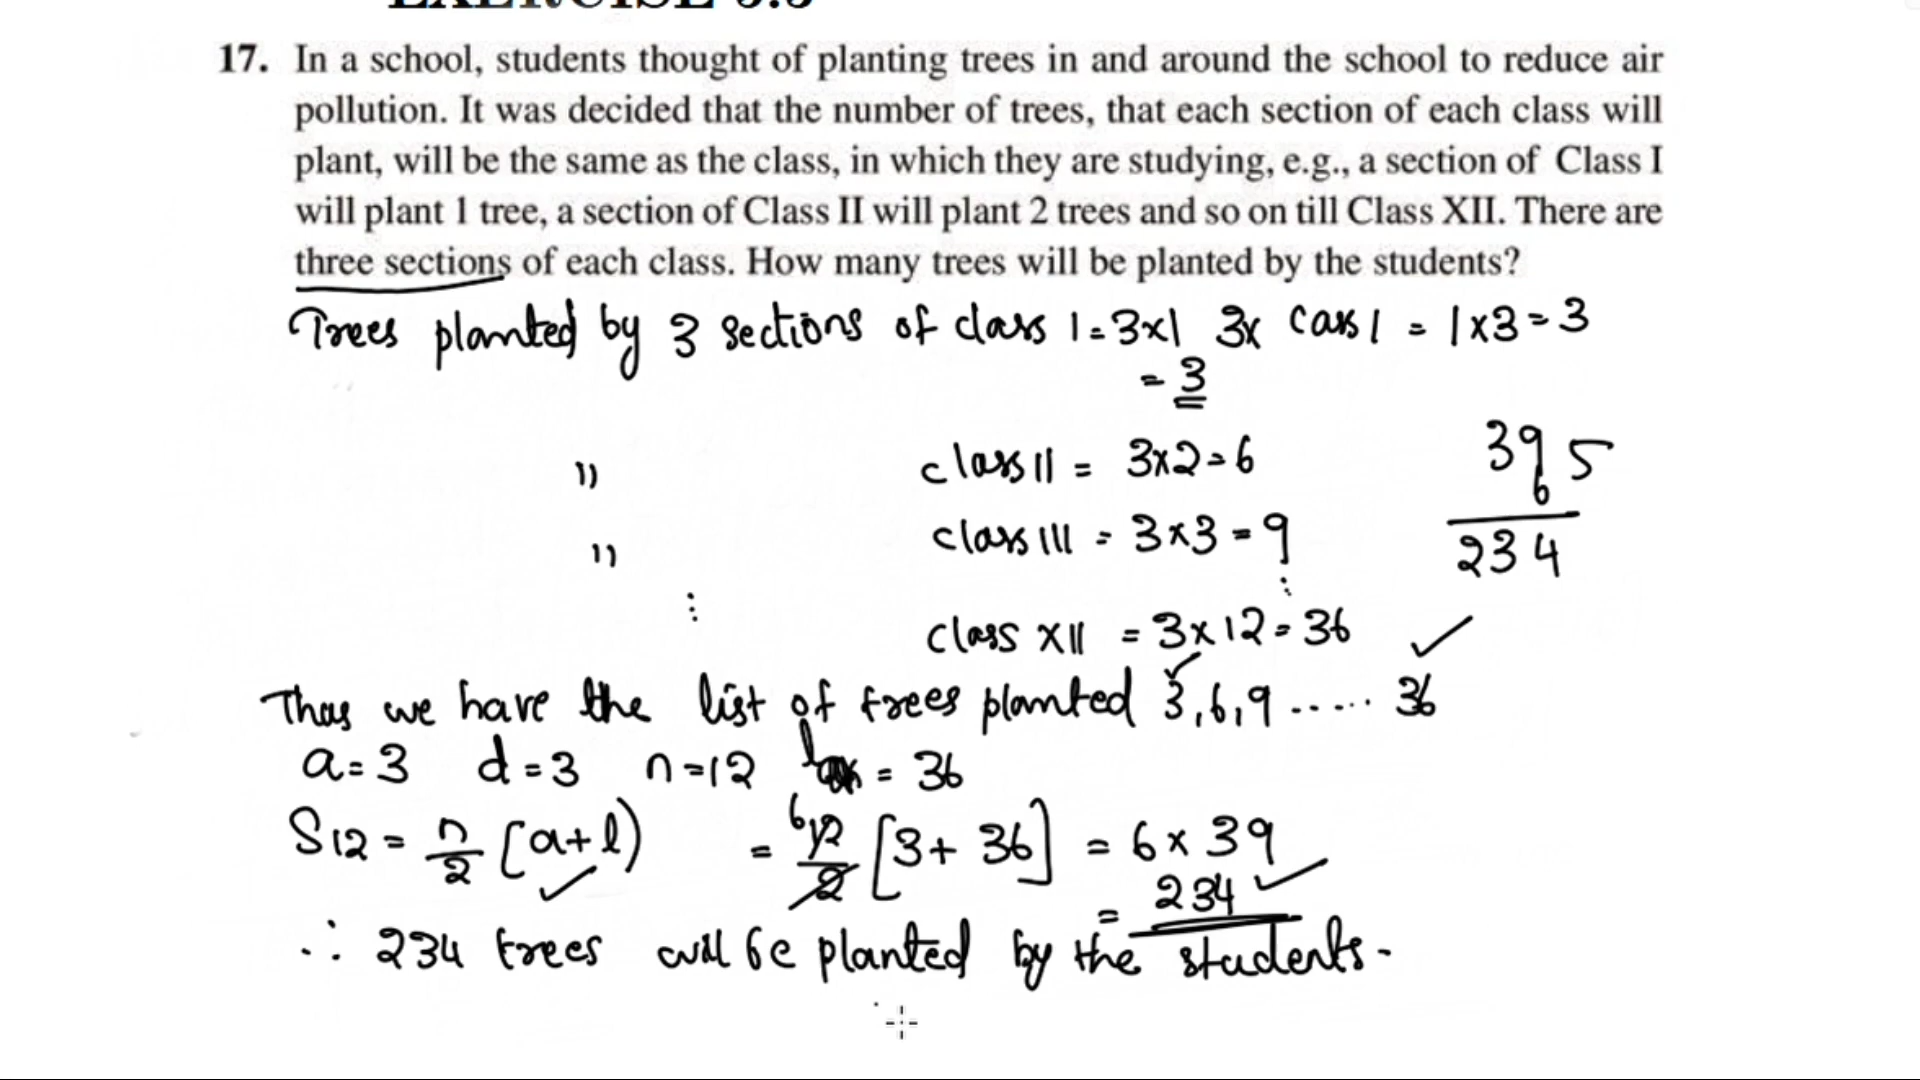 EXERCISE 5.3
17. In a school, students thought of planting trees in and around the school to reduce air
pollution. It was decided that the number of trees, that each section of each class will
plant, will be the same as the class, in which they are studying, e.g., a section of Class I
will plant 1 tree, a section of Class II will plant 2 trees and so on till Class XII. There are
three sections of each class. How many trees will be planted by the students?
Trees planted by 3 sections of class 1 = 3×1 3× Cass 1 = 1×3=3
= 3
" class II = 3×2=6
" class III = 3×3=9
⋮ ⋮
class XII = 3×12=36
39 5
6
234
Thus we have the list of trees planted 3,6,9 ..... 36
a=3 d=3 n=12 l = 36
S12 = n/2 [a+l) = 6 12/2 [3+36] = 6×39
= 234
∴ 234 trees will be planted by the students.